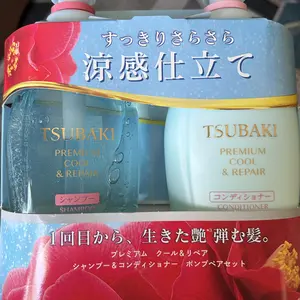 すっきりさらさら
涼感仕立て
TSUBAKI
PREMIUM
COOL
& REPAIR
シャンプー
SHAMPOO
TSUBAKI
PREMIUM
COOL
& REPAIR
コンディショナー
CONDITIONER
1回目から、生きた艶*弾む髪。
プレミアム クール&リペア
シャンプー&コンディショナー ポンプペアセット